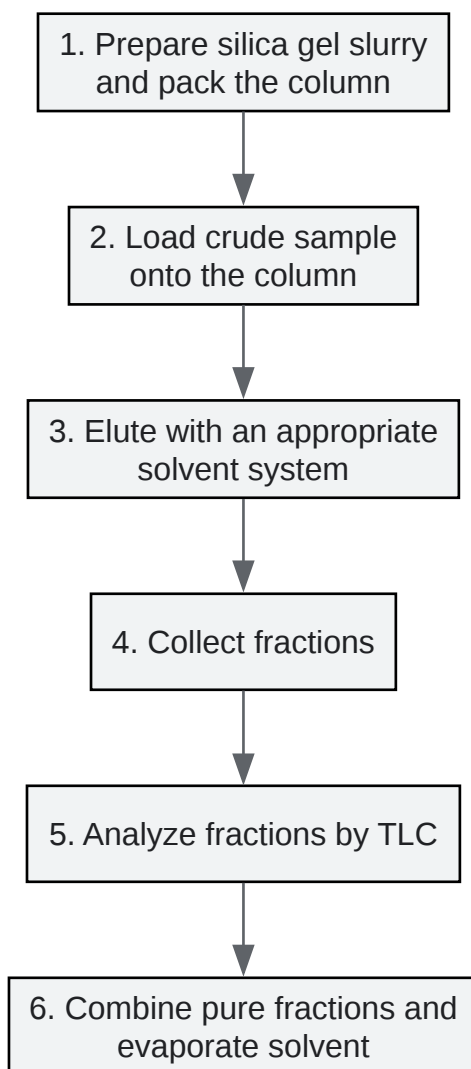 1. Prepare silica gel slurry
and pack the column
2. Load crude sample
onto the column
3. Elute with an appropriate
solvent system
4. Collect fractions
5. Analyze fractions by TLC
6. Combine pure fractions and
evaporate solvent